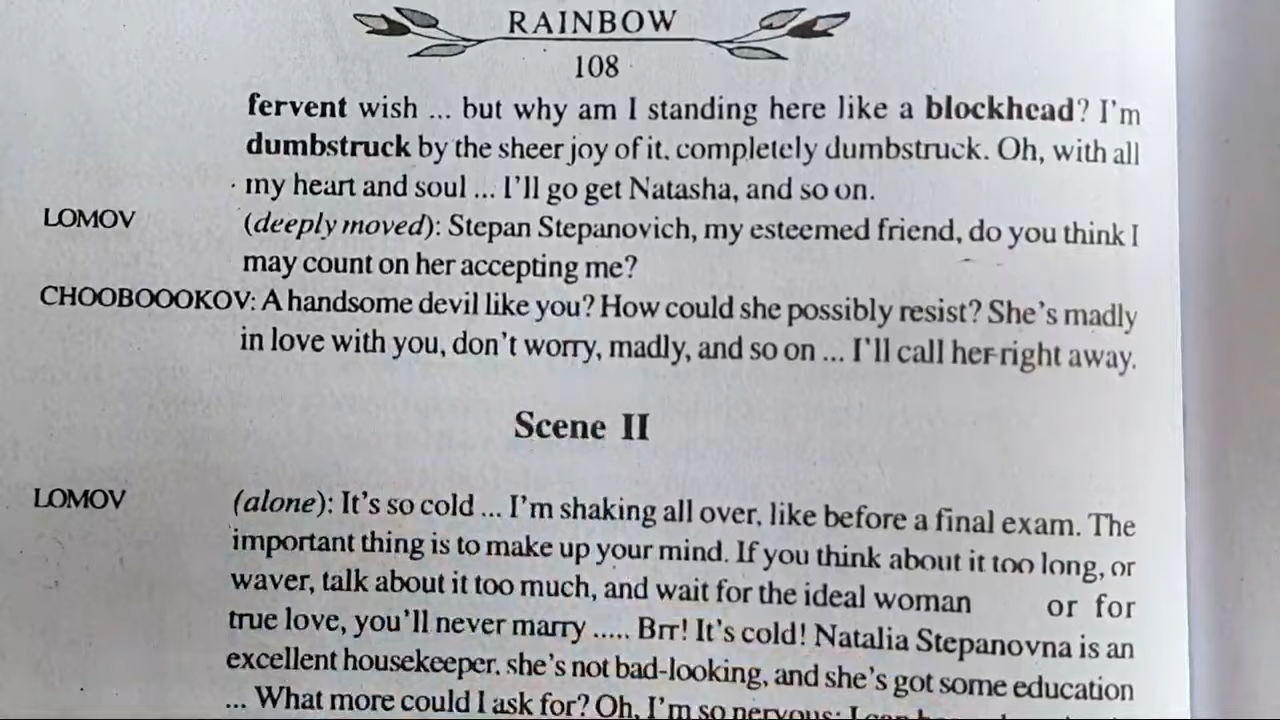 RAINBOW
108
fervent wish ... but why am I standing here like a blockhead? I'm
dumbstruck by the sheer joy of it. completely dumbstruck. Oh, with all
my heart and soul ... I'll go get Natasha, and so on.
LOMOV (deeply moved): Stepan Stepanovich, my esteemed friend, do you think I
may count on her accepting me?
CHOOBOOOKOV: A handsome devil like you? How could she possibly resist? She's madly
in love with you, don't worry, madly, and so on ... I'll call her right away.
Scene II
LOMOV (alone): It's so cold ... I'm shaking all over, like before a final exam. The
important thing is to make up your mind. If you think about it too long, or
waver, talk about it too much, and wait for the ideal woman or for
true love, you'll never marry ..... Brr! It's cold! Natalia Stepanovna is an
excellent housekeeper. she's not bad-looking, and she's got some education
... What more could I ask for? Oh, I'm so nervous; I can